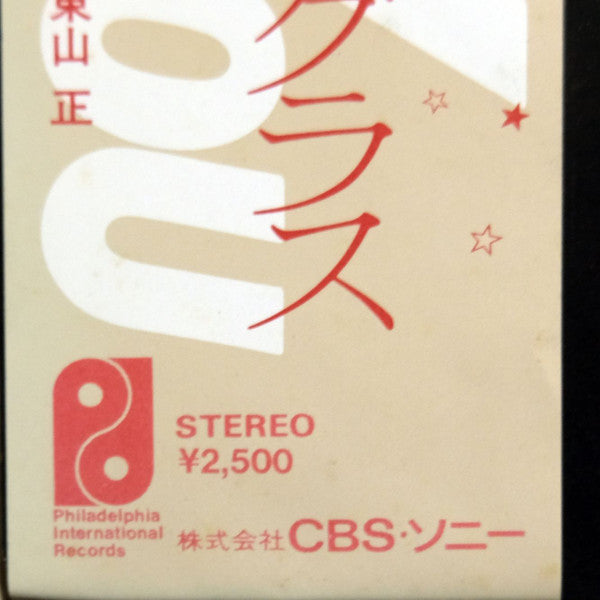 グラス
東山 正
ou
STEREO
¥2,500
Philadelphia
International
Records
株式会社CBS・ソニー